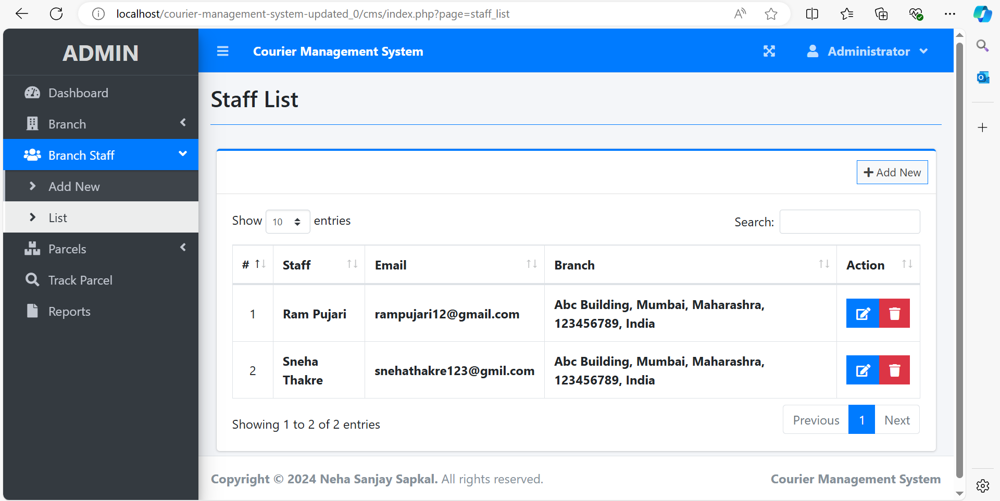 localhost/courier-management-system-updated_0/cms/index.php?page=staff_list
ADMIN
Courier Management System
Administrator
Dashboard
Branch
Branch Staff
Add New
List
Parcels
Track Parcel
Reports
Staff List
Add New
Show 10 entries
Search:
# Staff Email Branch Action
1 Ram Pujari rampujari12@gmail.com Abc Building, Mumbai, Maharashra,
123456789, India
2 Sneha
Thakre snehathakre123@gmil.com Abc Building, Mumbai, Maharashra,
123456789, India
Showing 1 to 2 of 2 entries
Previous 1 Next
Copyright © 2024 Neha Sanjay Sapkal. All rights reserved.
Courier Management System